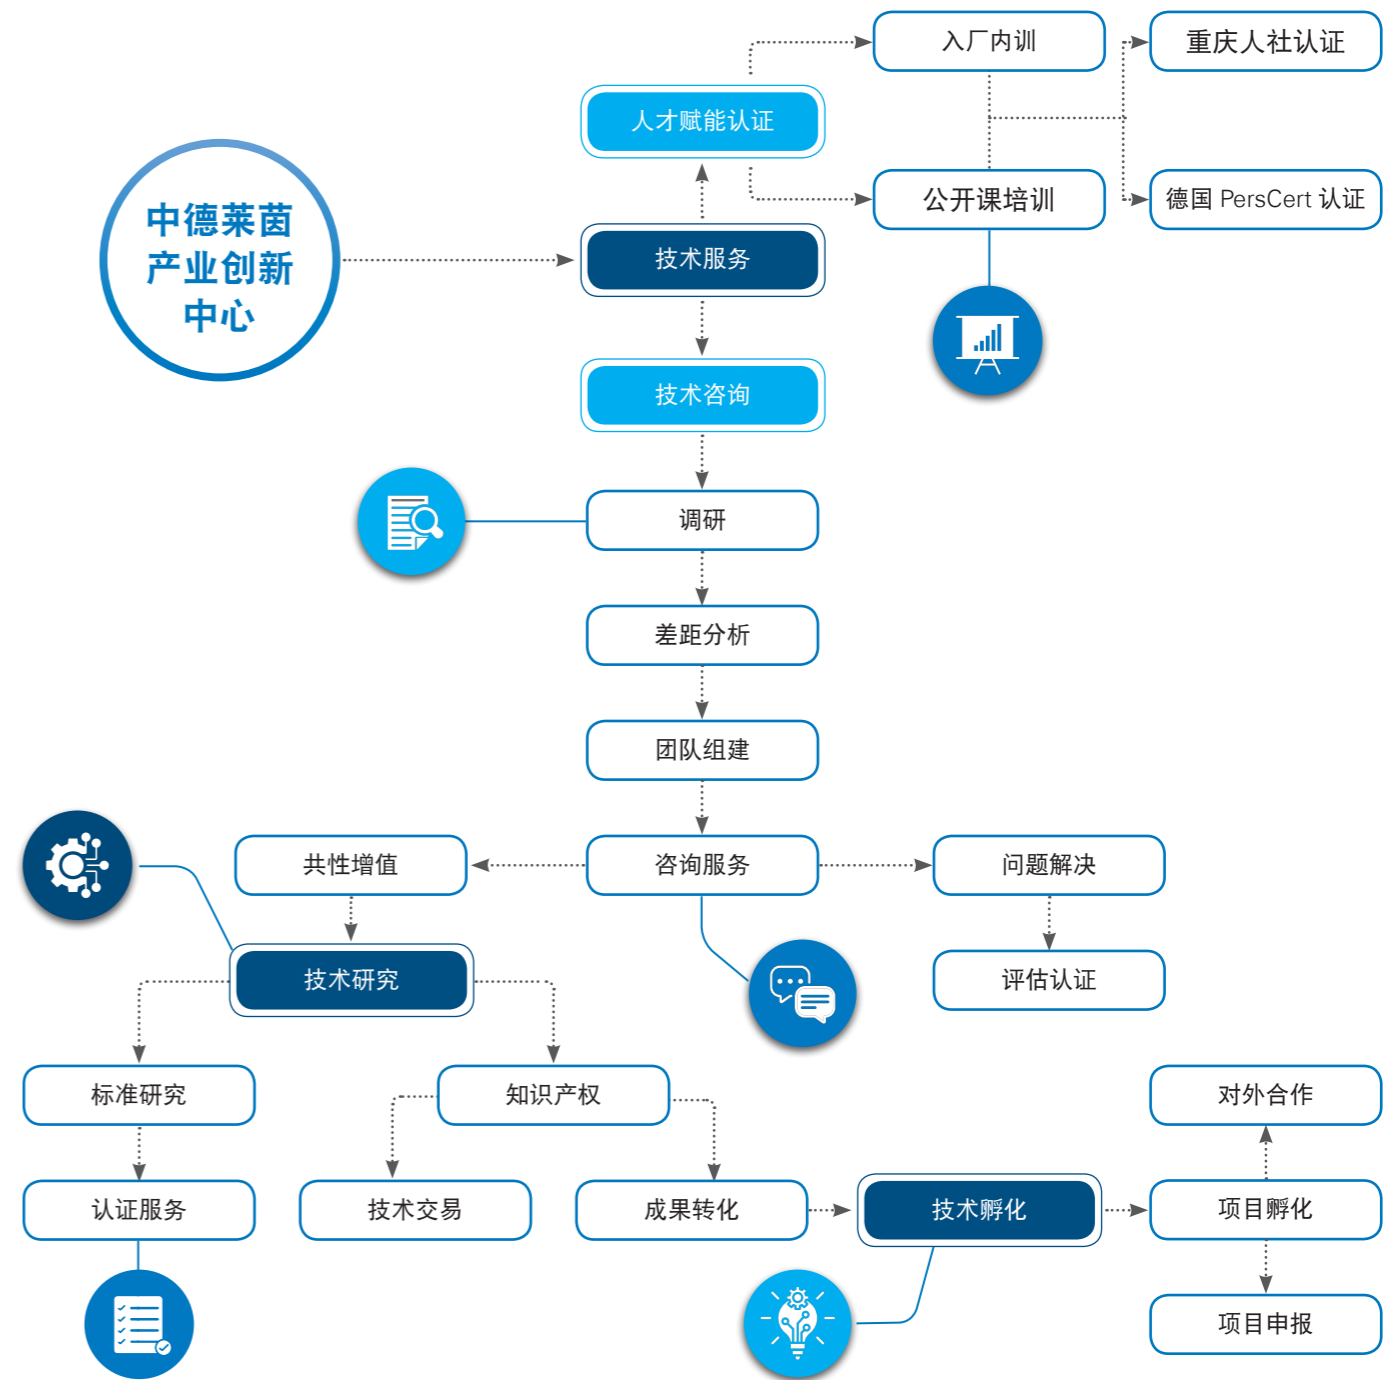 入厂内训
重庆人社认证
人才赋能认证
公开课培训
德国 PersCert 认证
中德莱茵
产业创新
中心
技术服务
技术咨询
调研
差距分析
团队组建
共性增值
咨询服务
问题解决
技术研究
评估认证
标准研究
知识产权
对外合作
认证服务
技术交易
成果转化
技术孵化
项目孵化
项目申报